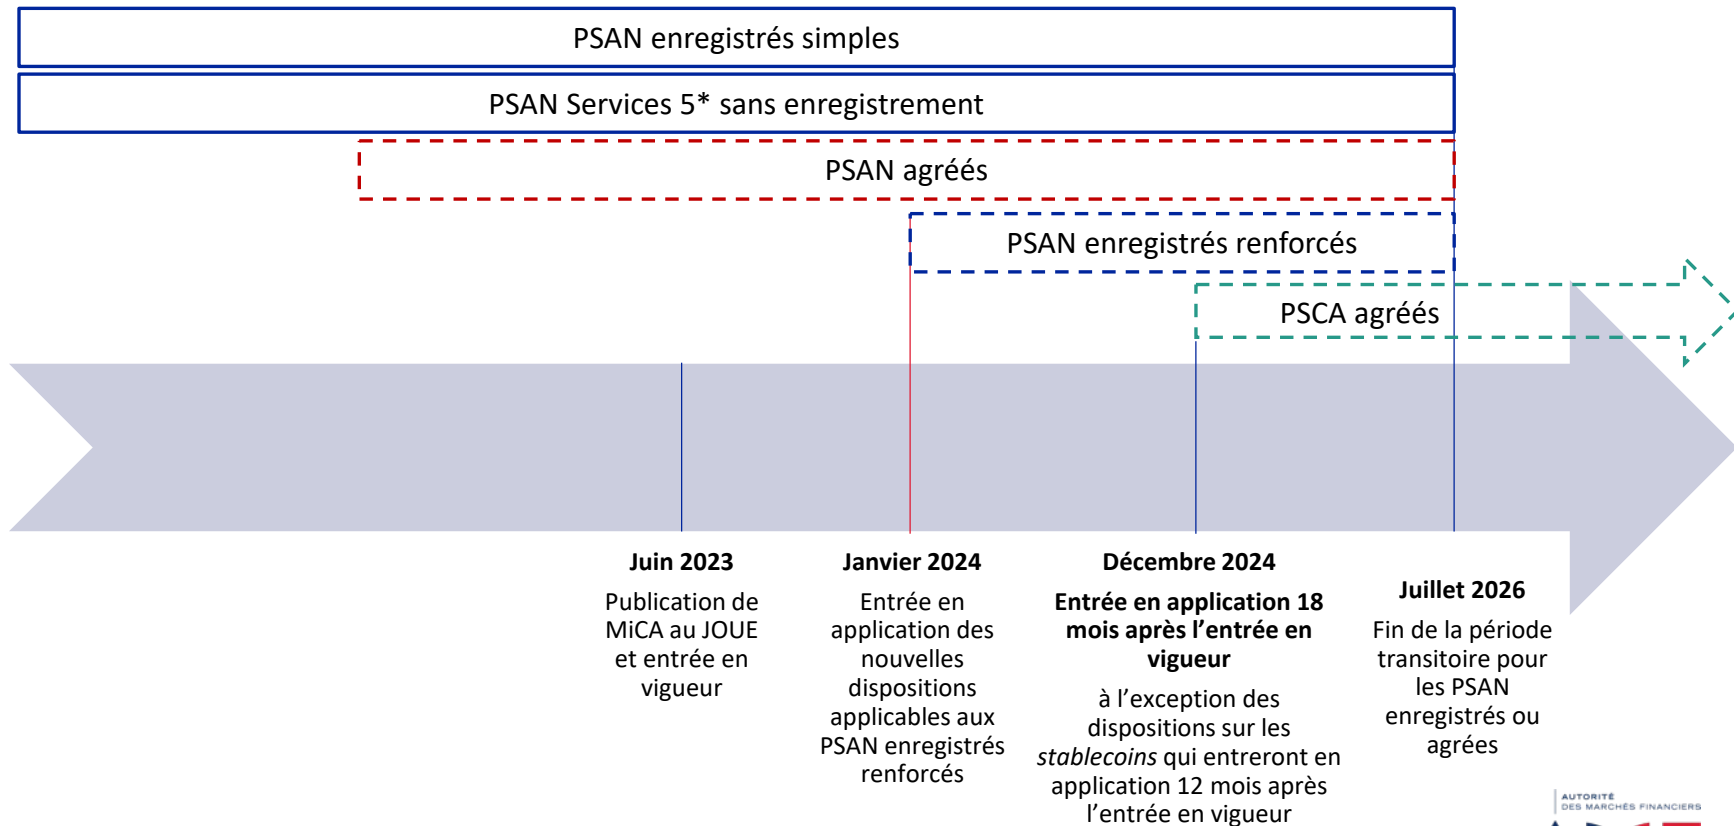 PSAN enregistrés simples
PSAN Services 5* sans enregistrement
PSAN agréés
PSAN enregistrés renforcés
PSCA agréés
Juin 2023
Publication de
MiCA au JOUE
et entrée en
vigueur
Janvier 2024
Entrée en
application des
nouvelles
dispositions
applicables aux
PSAN enregistrés
renforcés
Décembre 2024
Entrée en application 18
mois après l’entrée en
vigueur
à l’exception des
dispositions sur les
stablecoins qui entreront en
application 12 mois après
l’entrée en vigueur
Juillet 2026
Fin de la période
transitoire pour
les PSAN
enregistrés ou
agrées
AUTORITÉ
DES MARCHÉS FINANCIERS